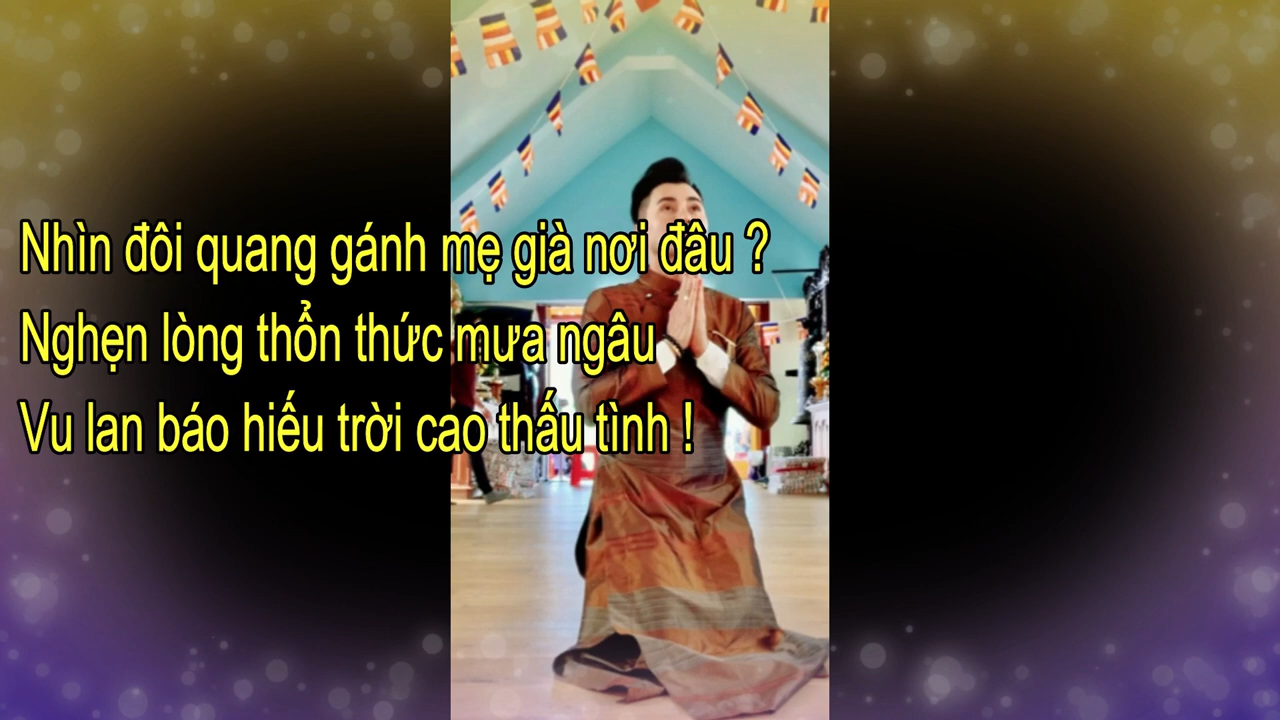 Nhìn đôi quang gánh mẹ già nơi đâu ?
Nghẹn lòng thổn thức mưa ngâu
Vu lan báo hiếu trời cao thấu tình !